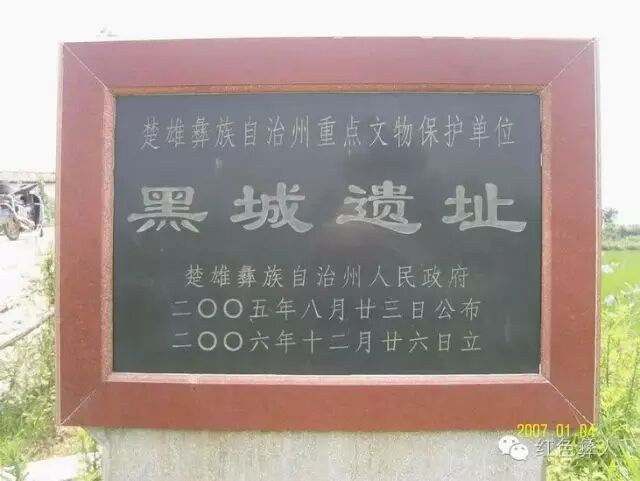 楚雄彝族自治州重点文物保护单位
黑城遗址
楚雄彝族自治州人民政府
二〇〇五年八月廿三日公布
二〇〇六年十二月廿六日立
2007 01 04
红色彝人